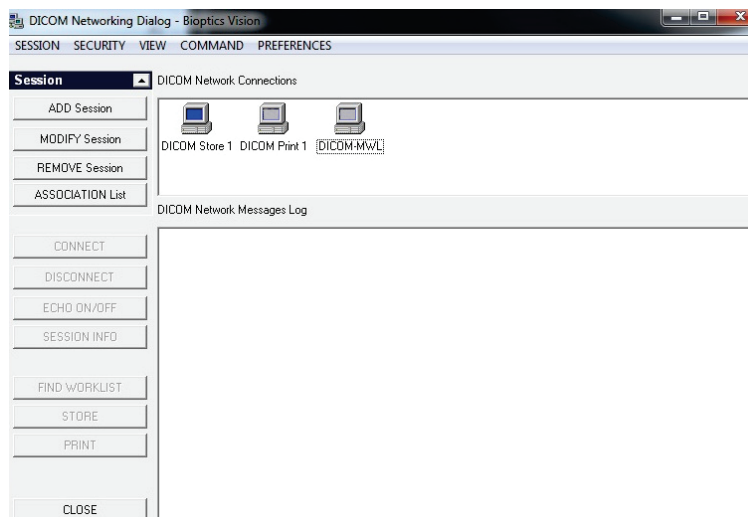 DICOM Networking Dialog - Bioptics Vision
SESSION SECURITY VIEW COMMAND PREFERENCES
Session
ADD Session
MODIFY Session
REMOVE Session
ASSOCIATION List
CONNECT
DISCONNECT
ECHO ON/OFF
SESSION INFO
FIND WORKLIST
STORE
PRINT
CLOSE
DICOM Network Connections
DICOM Store 1 DICOM Print 1 DICOM-MWL
DICOM Network Messages Log